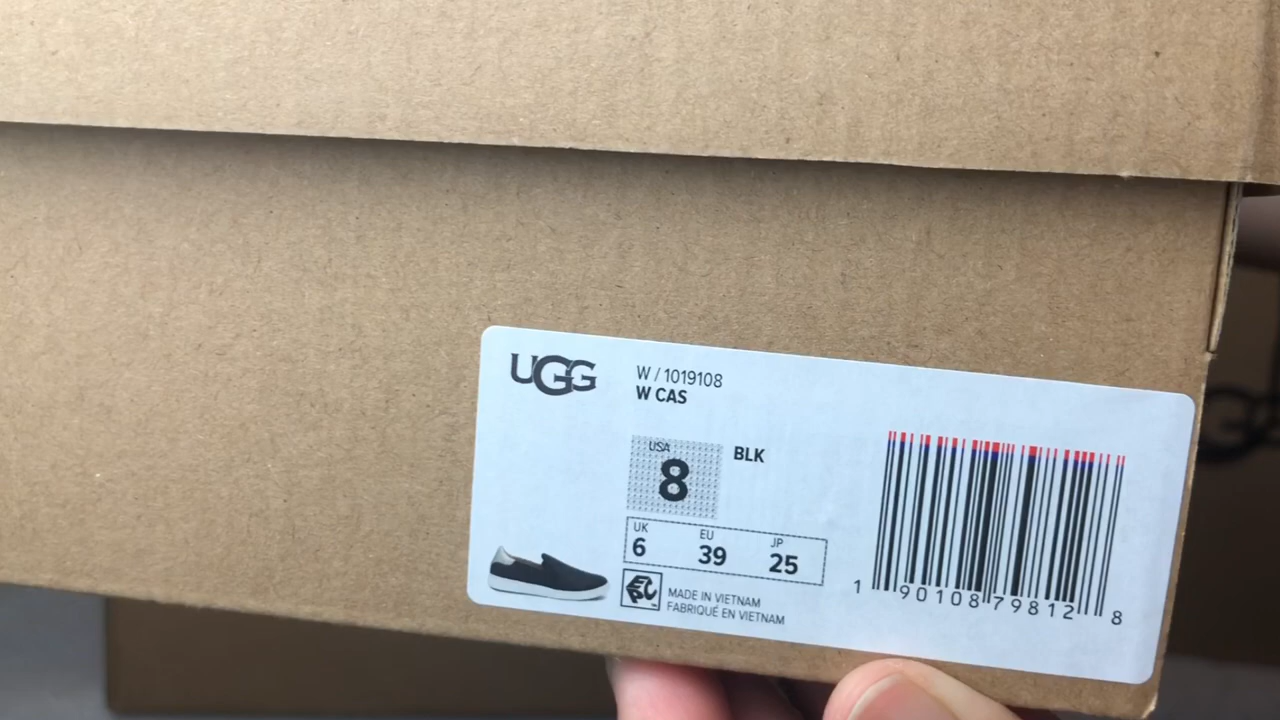 UGG
W / 1019108
W CAS
USA
8
BLK
UK
6
EU
39
JP
25
MADE IN VIETNAM
FABRIQUÉ EN VIETNAM
1 90108 79812 8